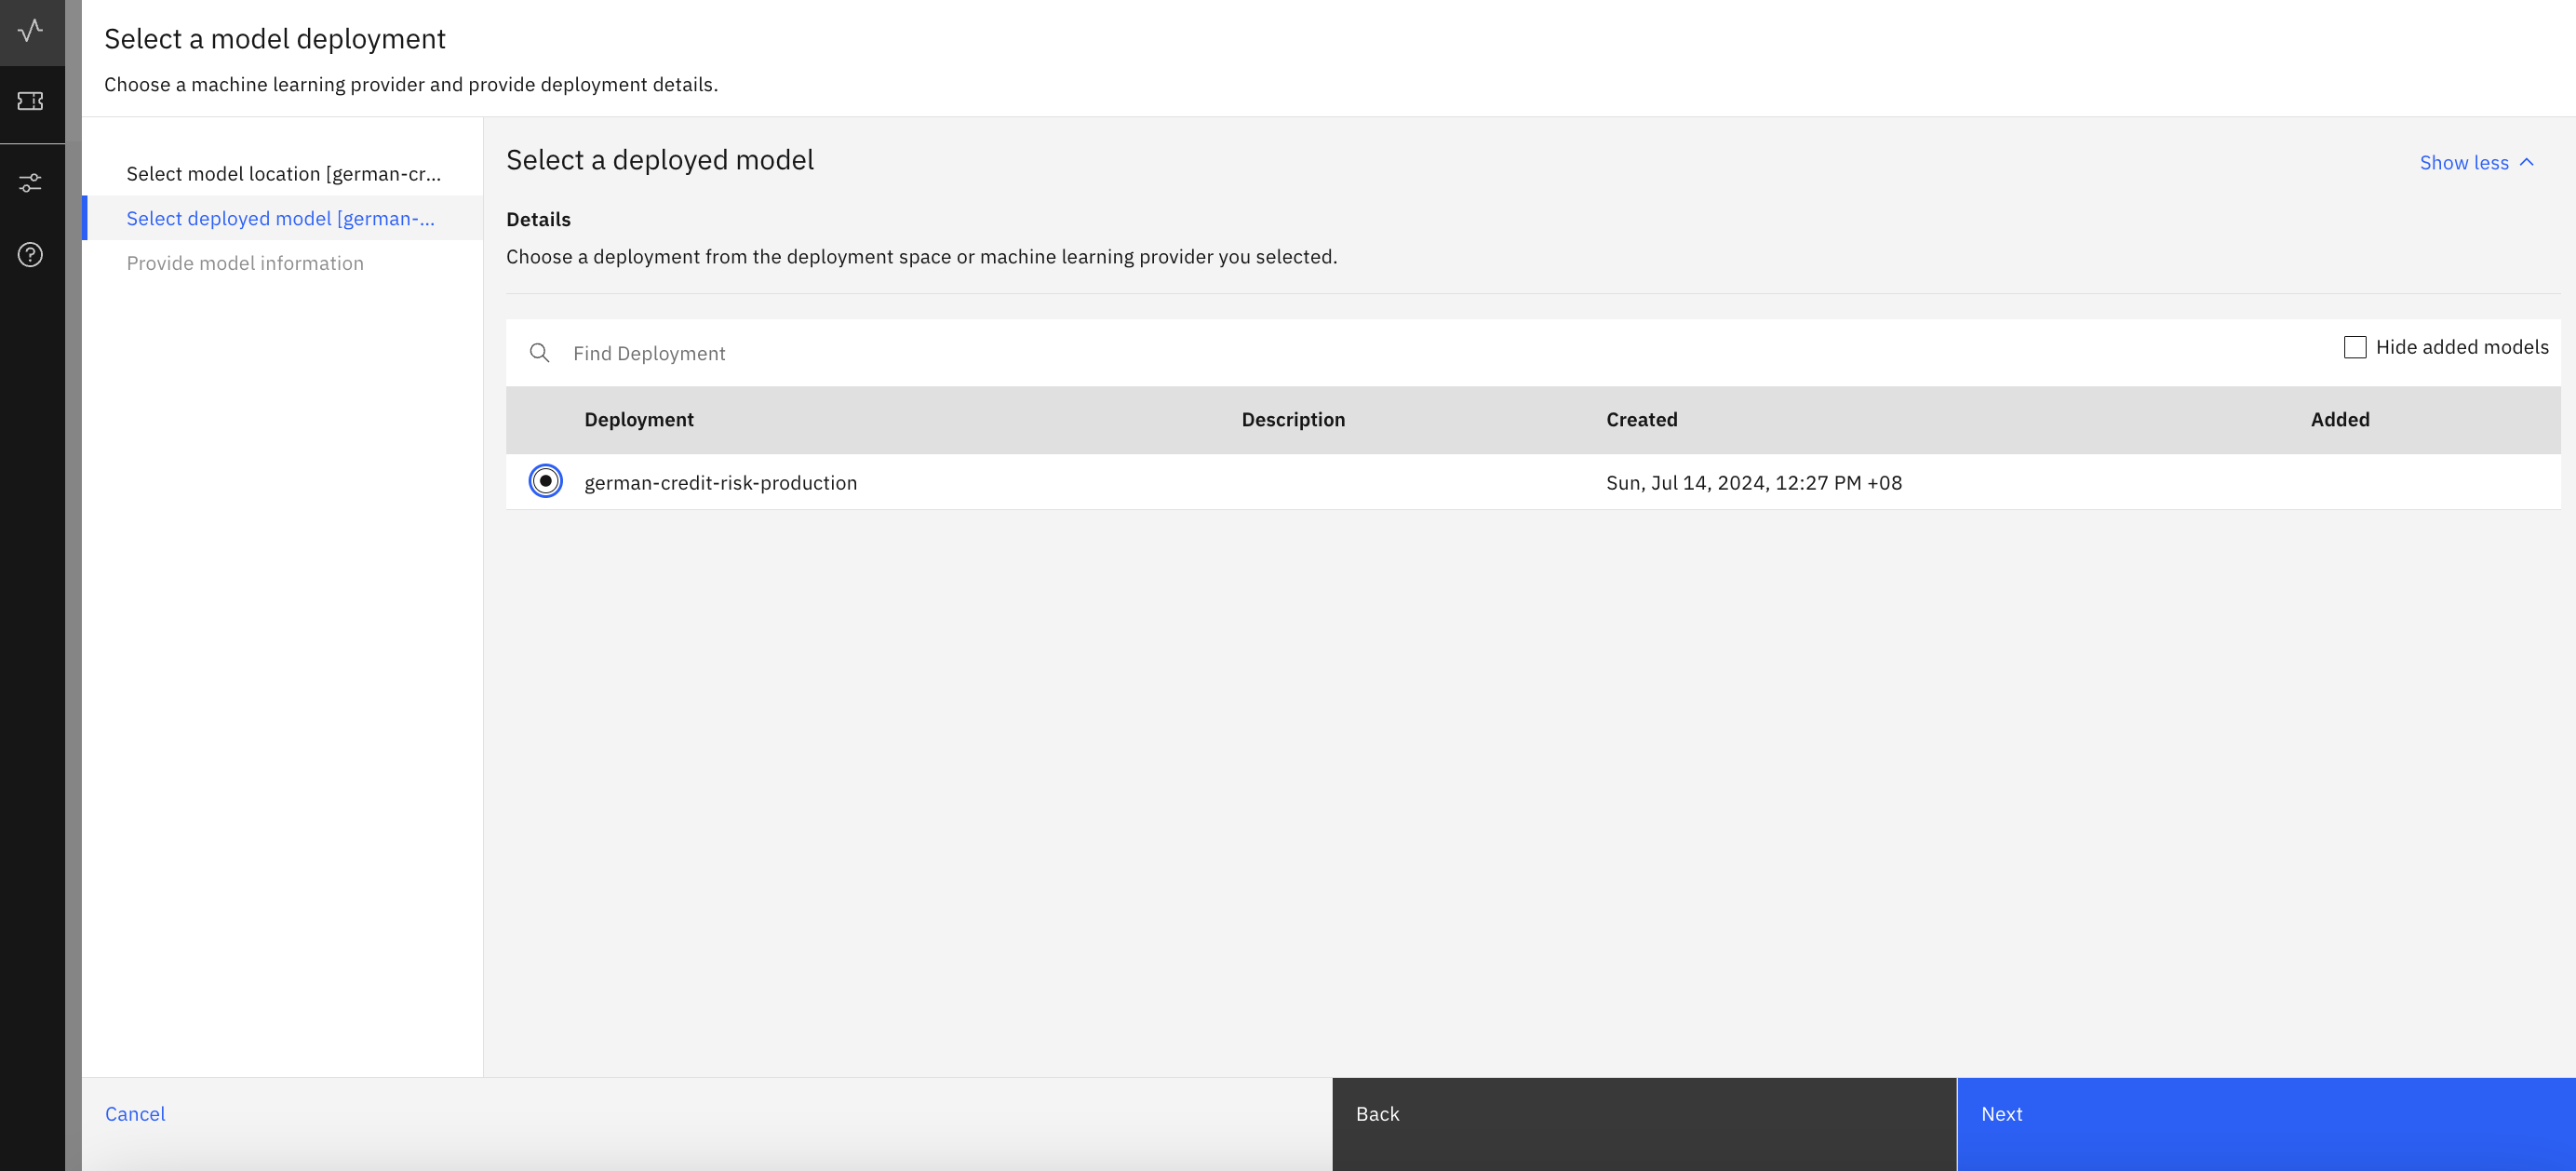 Select a model deployment
Choose a machine learning provider and provide deployment details.
Select model location [german-cr...
Select deployed model [german-...
Provide model information
Select a deployed model
Show less
Details
Choose a deployment from the deployment space or machine learning provider you selected.
Find Deployment
Hide added models
Deployment Description Created Added
german-credit-risk-production Sun, Jul 14, 2024, 12:27 PM +08
Cancel
Back
Next